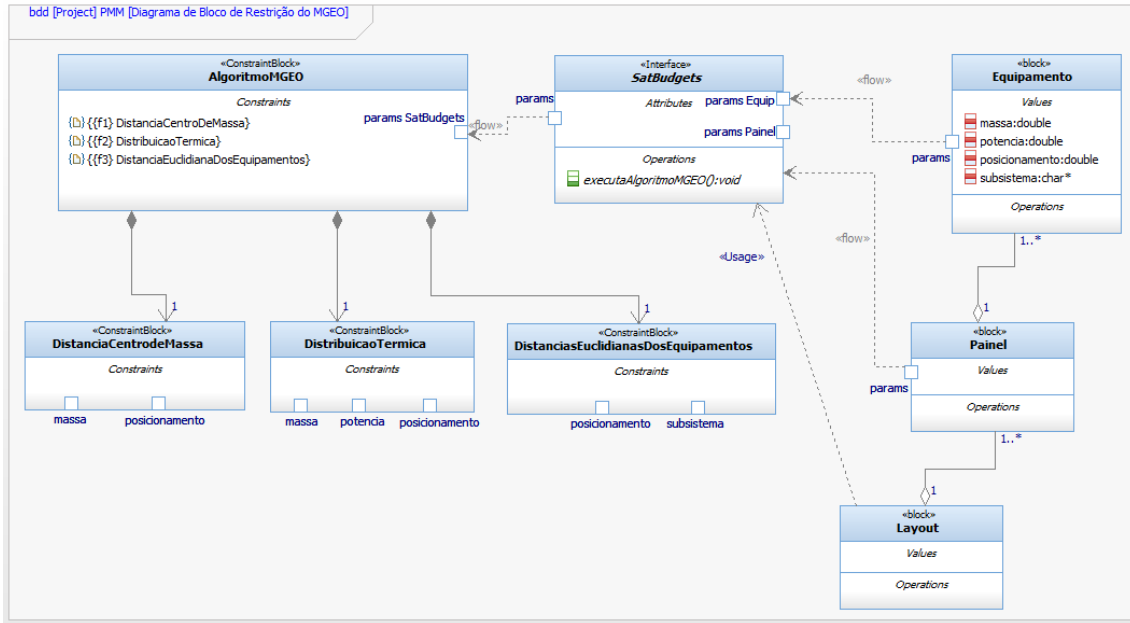 bdd [Project] PMM [Diagrama de Bloco de Restrição do MGEO]
«ConstraintBlock»
AlgoritmoMGEO
Constraints
{{f1} DistanciaCentroDeMassa}
{{f2} DistribuicaoTermica}
{{f3} DistanciaEuclidianaDosEquipamentos}
params SatBudgets
«flow»
params
«Interface»
SatBudgets
Attributes
params Equip
params Painel
Operations
executaAlgoritmoMGEO():void
«flow»
«flow»
«Usage»
«block»
Equipamento
Values
massa:double
potencia:double
posicionamento:double
subsistema:char*
Operations
params
1..*
1
«block»
Painel
Values
Operations
params
1..*
1
«block»
Layout
Values
Operations
1
«ConstraintBlock»
DistanciaCentrodeMassa
Constraints
massa
posicionamento
1
«ConstraintBlock»
DistribuicaoTermica
Constraints
massa
potencia
posicionamento
1
«ConstraintBlock»
DistanciasEuclidianasDosEquipamentos
Constraints
posicionamento
subsistema